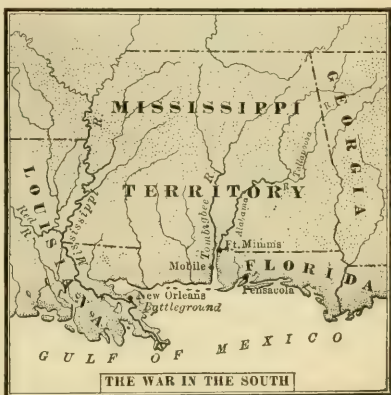 MISSISSIPPI
TERRITORY
GEORGIA
LOUISIANA
FLORIDA
Mississippi R.
Red R.
Tombigbee R.
Alabama R.
Tallapoosa R.
Ft. Mimms
Mobile
Pensacola
New Orleans
Battleground
GULF OF MEXICO
THE WAR IN THE SOUTH